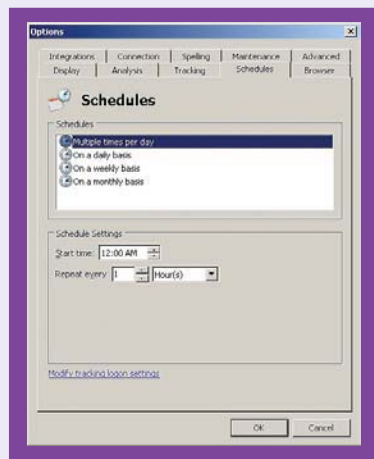 Options
Integrations Connection Spelling Maintenance Advanced
Display Analysis Tracking Schedules Browser
Schedules
Schedules
Multiple times per day
On a daily basis
On a weekly basis
On a monthly basis
Schedule Settings
Start time: 12:00 AM
Repeat every 1 Hour(s)
Modify tracking logon settings
OK Cancel